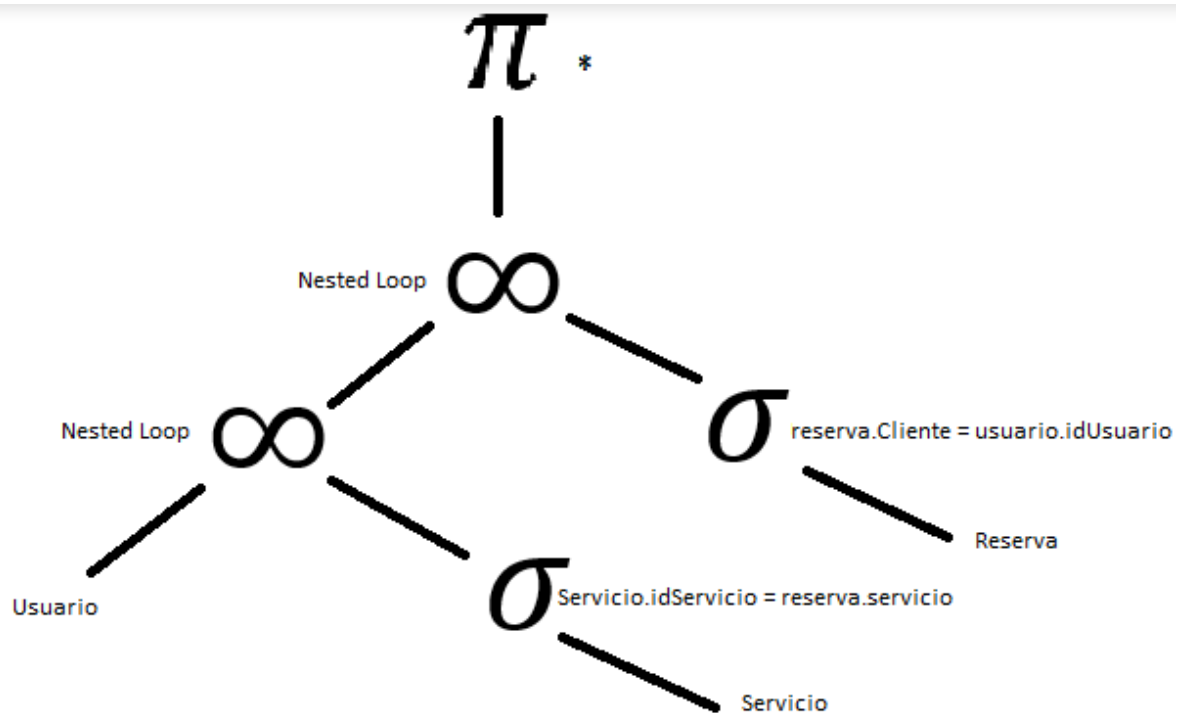 π *
Nested Loop ∞
Nested Loop ∞
σ reserva.Cliente = usuario.idUsuario
Reserva
Usuario
σ Servicio.idServicio = reserva.servicio
Servicio